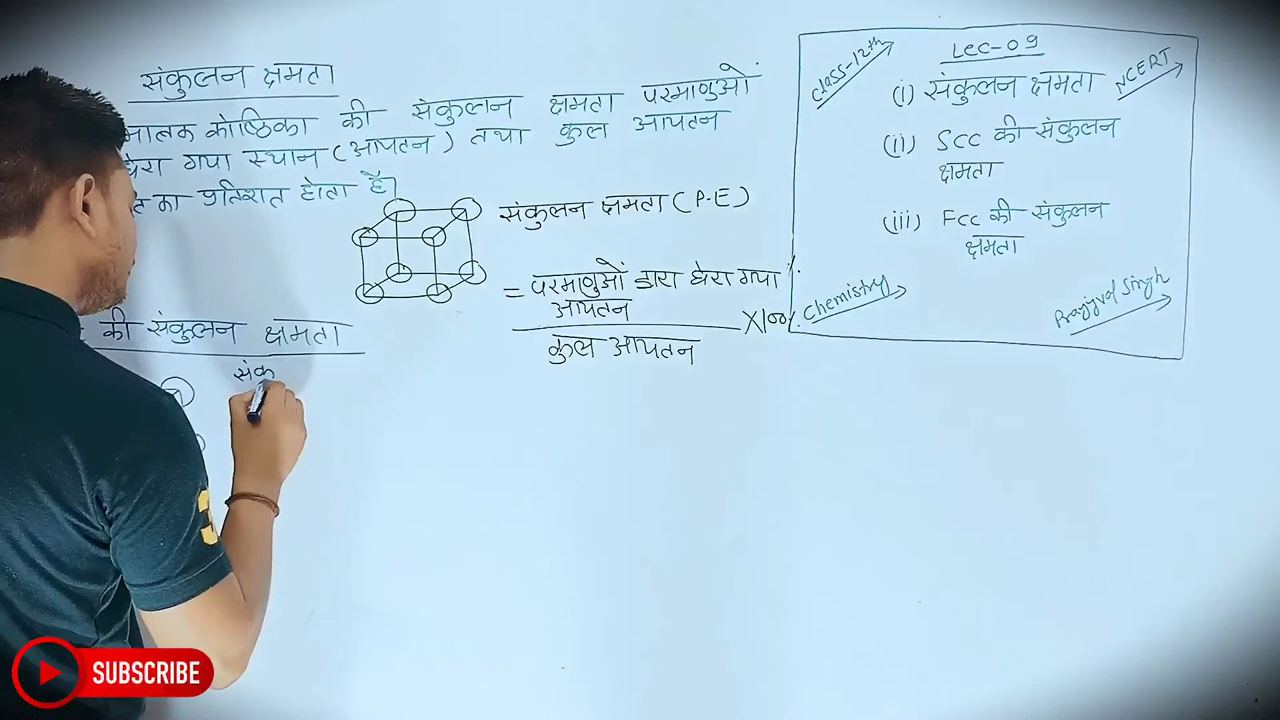 संकुलन क्षमता
मात्रक कोष्ठिका की संकुलन क्षमता परमाणुओं
घेरा गया स्थान (आयतन) तथा कुल आयतन
का प्रतिशत होता है।
संकुलन क्षमता (P.E)
= परमाणुओं द्वारा घेरा गया
आयतन
X100%.
कुल आयतन
की संकुलन क्षमता
संक
Lec-09
Class-12th
NCERT
(i) संकुलन क्षमता
(ii) Scc की संकुलन
क्षमता
(iii) Fcc की संकुलन
क्षमता
Chemistry
Prajjval Singh
SUBSCRIBE